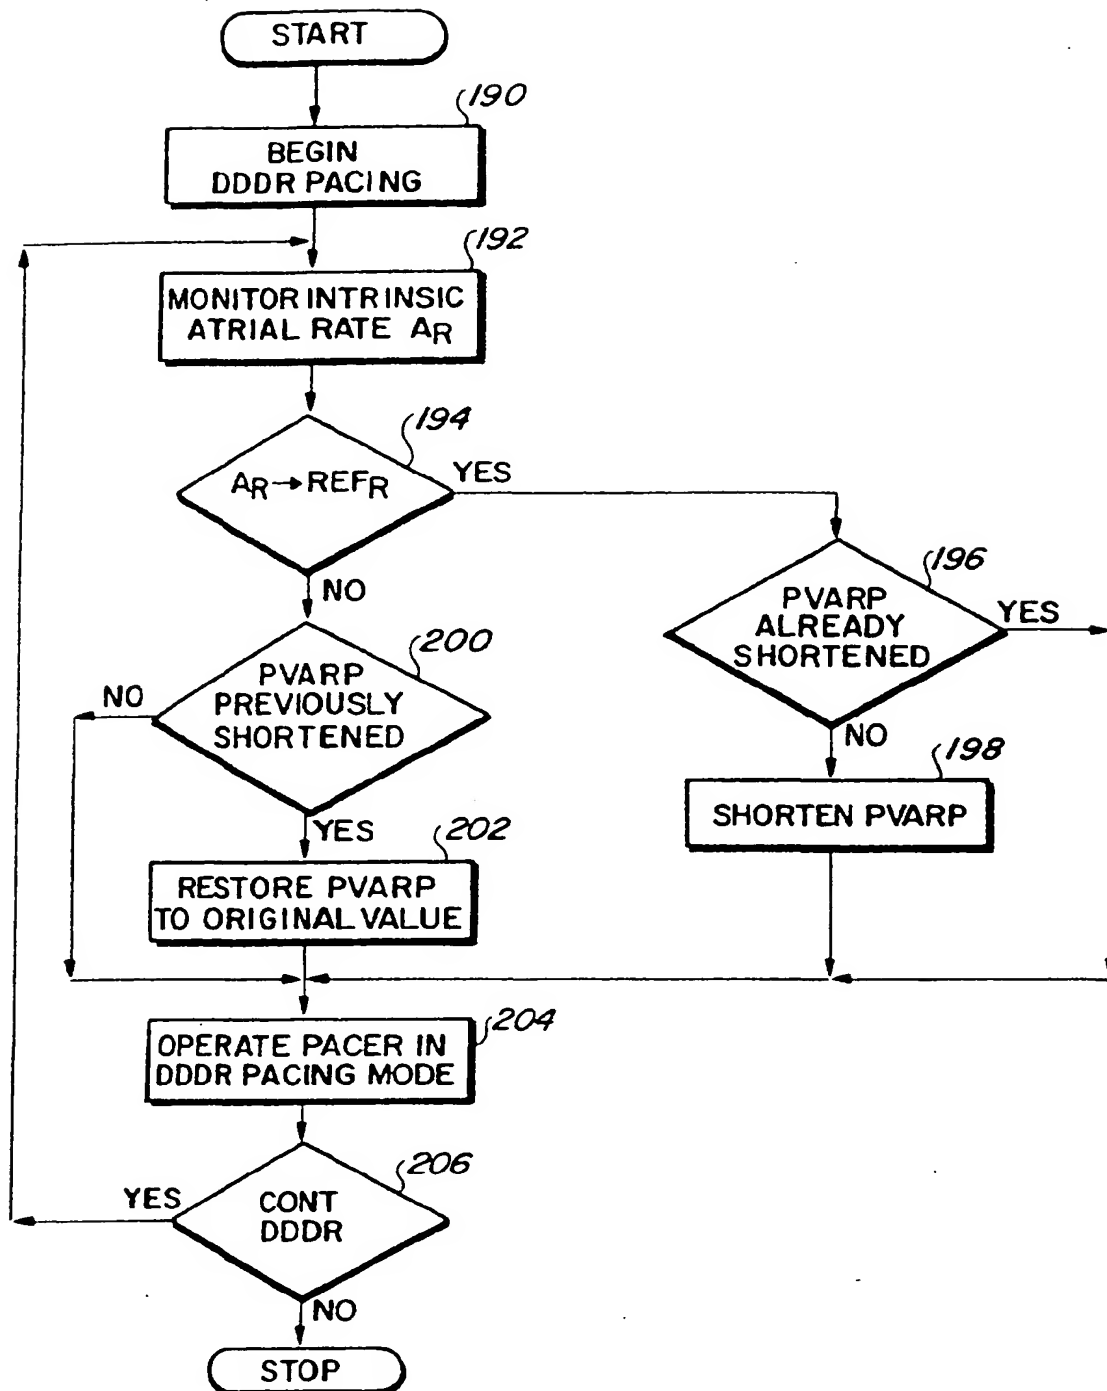 START
190
BEGIN
DDDR PACING
192
MONITOR INTRINSIC
ATRIAL RATE AR
194
AR→REFR
YES
NO
196
PVARP
ALREADY
SHORTENED
YES
NO
200
PVARP
PREVIOUSLY
SHORTENED
NO
YES
198
SHORTEN PVARP
202
RESTORE PVARP
TO ORIGINAL VALUE
204
OPERATE PACER IN
DDDR PACING MODE
206
CONT
DDDR
YES
NO
STOP